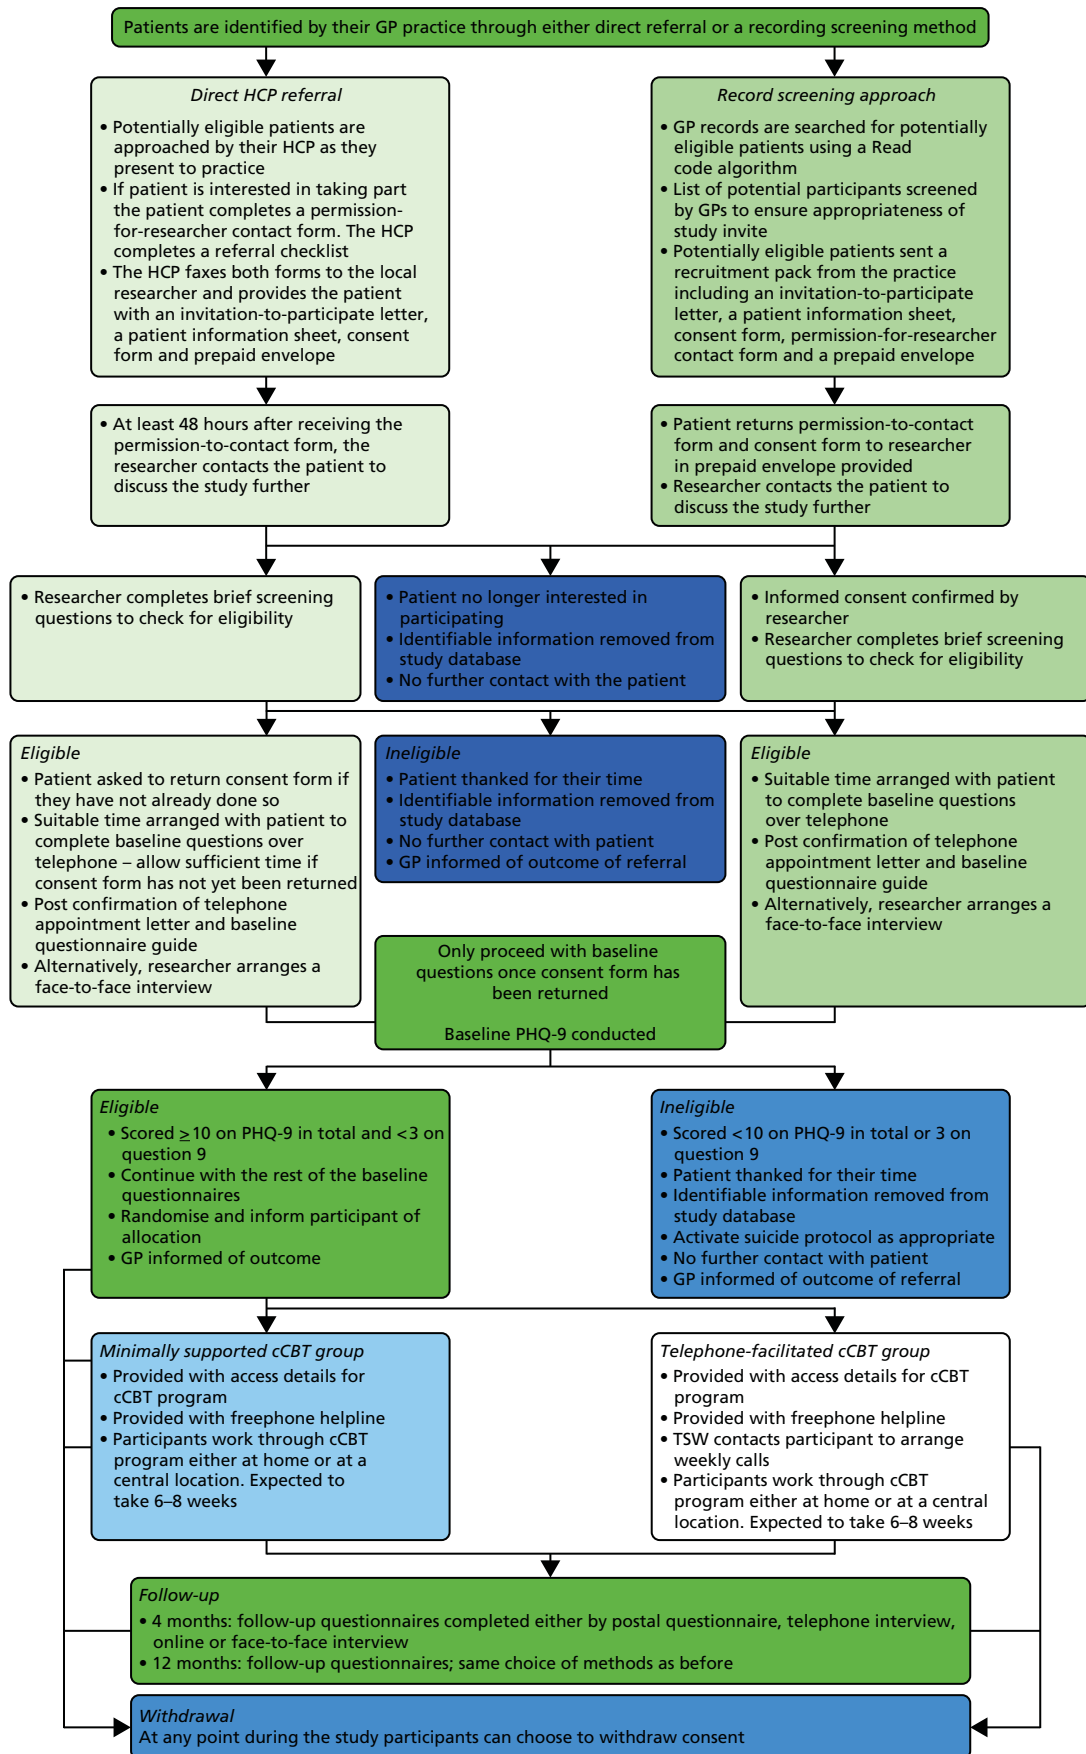 Patients are identified by their GP practice through either direct referral or a recording screening method
Direct HCP referral
• Potentially eligible patients are
approached by their HCP as they
present to practice
• If patient is interested in taking part
the patient completes a permission-
for-researcher contact form. The HCP
completes a referral checklist
• The HCP faxes both forms to the local
researcher and provides the patient
with an invitation-to-participate letter,
a patient information sheet, consent
form and prepaid envelope
Record screening approach
• GP records are searched for potentially
eligible patients using a Read
code algorithm
• List of potential participants screened
by GPs to ensure appropriateness of
study invite
• Potentially eligible patients sent a
recruitment pack from the practice
including an invitation-to-participate
letter, a patient information sheet,
consent form, permission-for-researcher
contact form and a prepaid envelope
• At least 48 hours after receiving the
permission-to-contact form, the
researcher contacts the patient to
discuss the study further
• Patient returns permission-to-contact
form and consent form to researcher
in prepaid envelope provided
• Researcher contacts the patient to
discuss the study further
• Researcher completes brief screening
questions to check for eligibility
• Patient no longer interested in
participating
• Identifiable information removed from
study database
• No further contact with the patient
• Informed consent confirmed by
researcher
• Researcher completes brief screening
questions to check for eligibility
Eligible
• Patient asked to return consent form if
they have not already done so
• Suitable time arranged with patient to
complete baseline questions over
telephone – allow sufficient time if
consent form has not yet been returned
• Post confirmation of telephone
appointment letter and baseline
questionnaire guide
• Alternatively, researcher arranges a
face-to-face interview
Ineligible
• Patient thanked for their time
• Identifiable information removed from
study database
• No further contact with patient
• GP informed of outcome of referral
Eligible
• Suitable time arranged with patient
to complete baseline questions
over telephone
• Post confirmation of telephone
appointment letter and baseline
questionnaire guide
• Alternatively, researcher arranges a
face-to-face interview
Only proceed with baseline
questions once consent form has
been returned
Baseline PHQ-9 conducted
Eligible
• Scored ≥10 on PHQ-9 in total and <3 on
question 9
• Continue with the rest of the baseline
questionnaires
• Randomise and inform participant of
allocation
• GP informed of outcome
Ineligible
• Scored <10 on PHQ-9 in total or 3 on
question 9
• Patient thanked for their time
• Identifiable information removed from
study database
• Activate suicide protocol as appropriate
• No further contact with patient
• GP informed of outcome of referral
Minimally supported cCBT group
• Provided with access details for
cCBT program
• Provided with freephone helpline
• Participants work through cCBT
program either at home or at a
central location. Expected to
take 6–8 weeks
Telephone-facilitated cCBT group
• Provided with access details for cCBT
program
• Provided with freephone helpline
• TSW contacts participant to arrange
weekly calls
• Participants work through cCBT
program either at home or at a central
location. Expected to take 6–8 weeks
Follow-up
• 4 months: follow-up questionnaires completed either by postal questionnaire, telephone interview,
online or face-to-face interview
• 12 months: follow-up questionnaires; same choice of methods as before
Withdrawal
At any point during the study participants can choose to withdraw consent